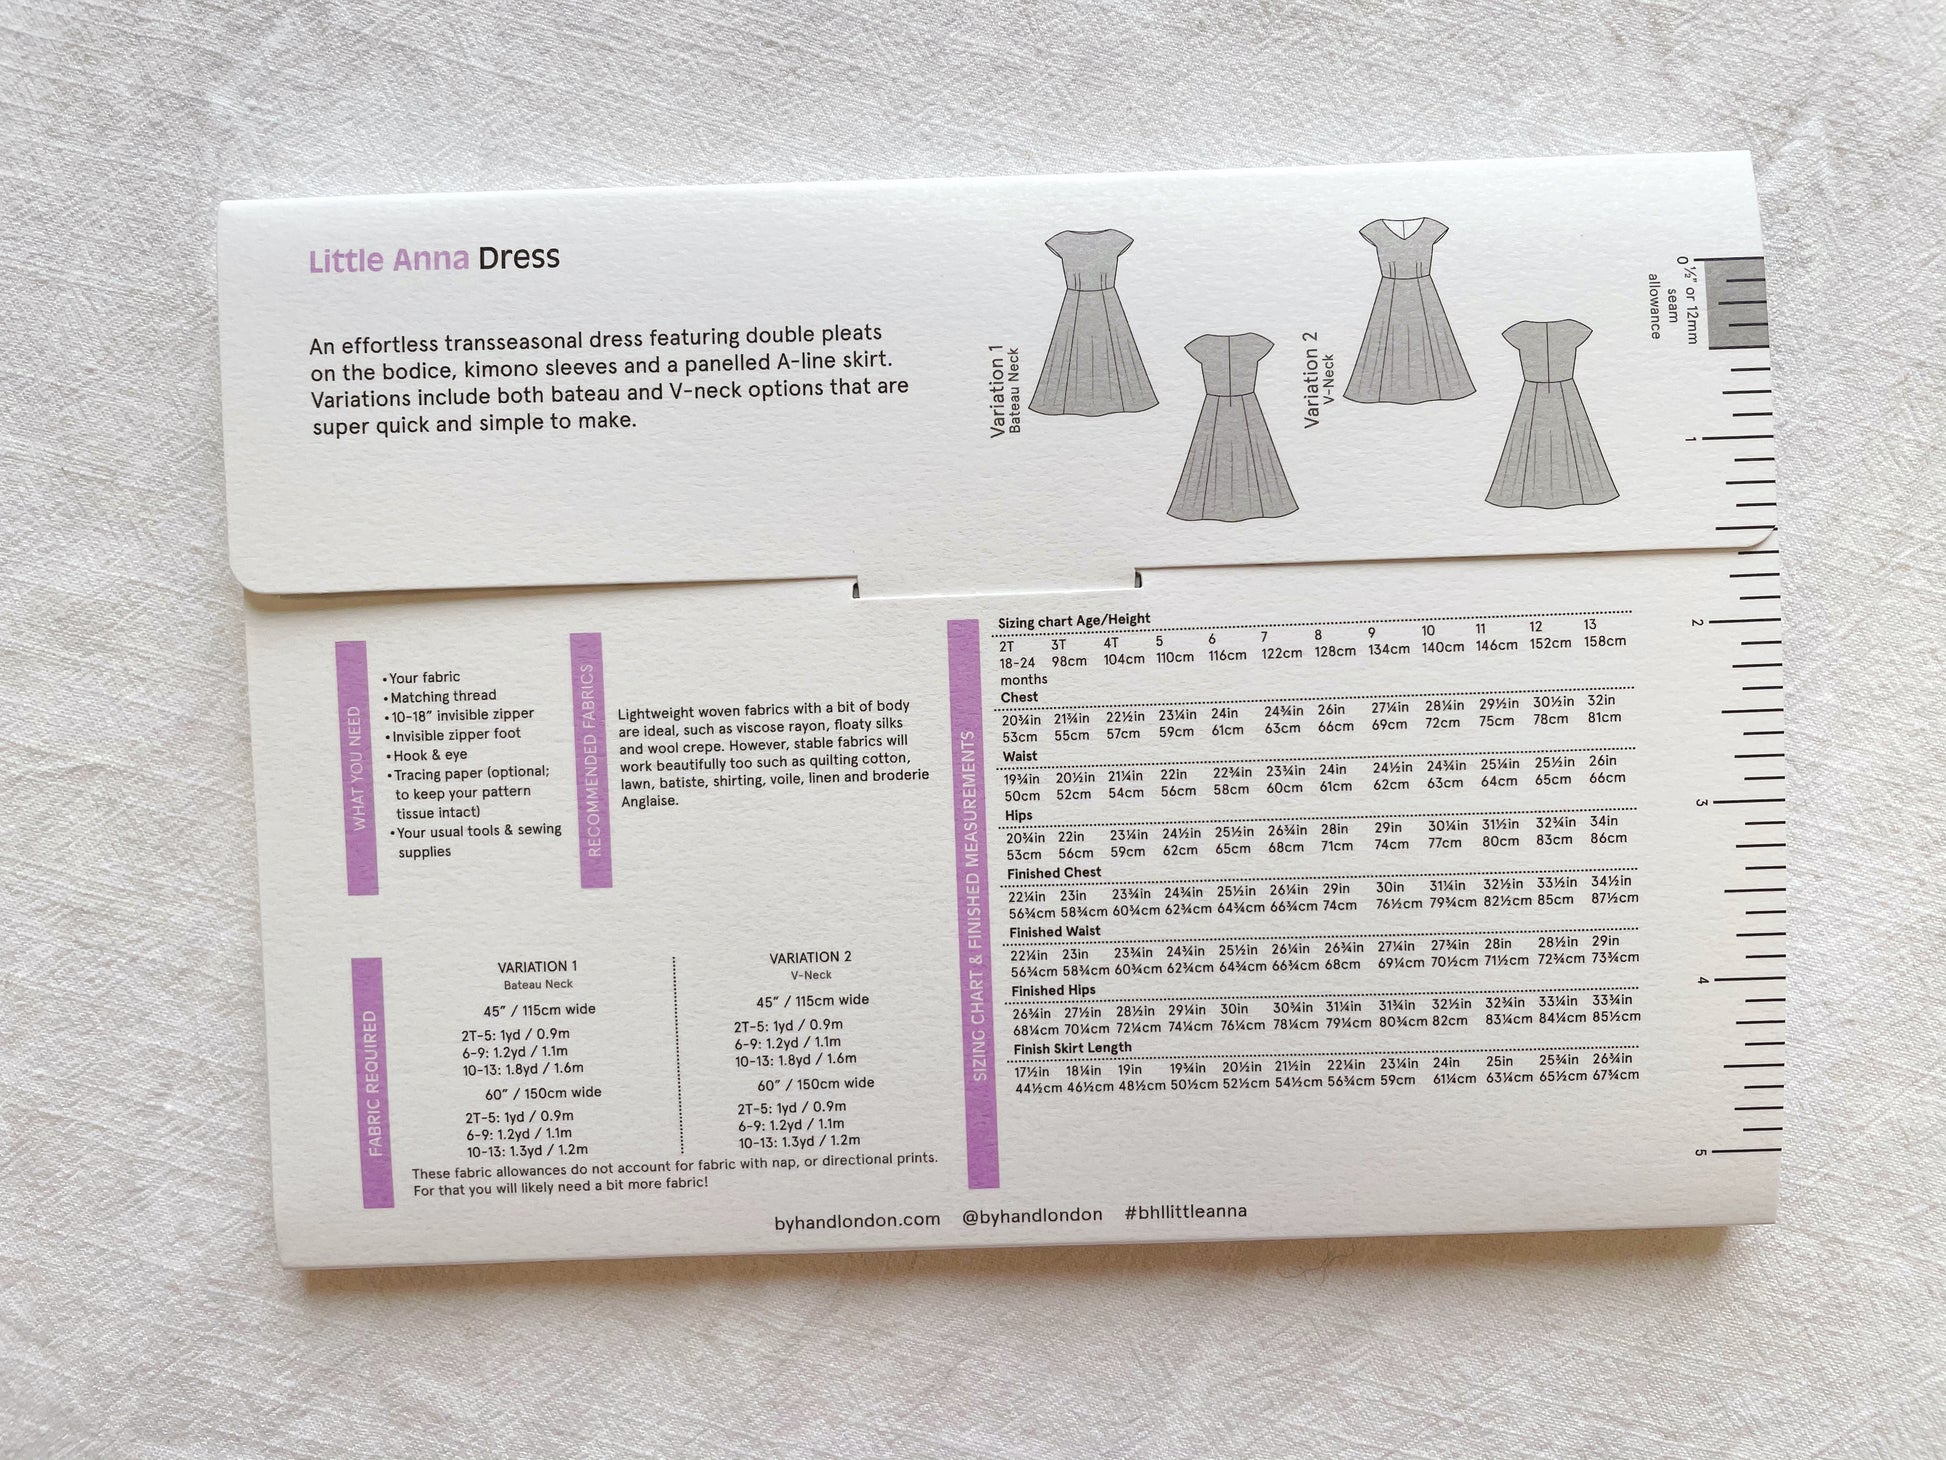 Little Anna Dress
An effortless transseasonal dress featuring double pleats
on the bodice, kimono sleeves and a panelled A-line skirt.
Variations include both bateau and V-neck options that are
super quick and simple to make.
Variation 1
Bateau Neck
Variation 2
V-Neck
0
½" or 12mm
seam
allowance
1
2
3
4
5
WHAT YOU NEED
•Your fabric
•Matching thread
•10-18" invisible zipper
•Invisible zipper foot
•Hook & eye
•Tracing paper (optional;
to keep your pattern
tissue intact)
•Your usual tools & sewing
supplies
RECOMMENDED FABRICS
Lightweight woven fabrics with a bit of body
are ideal, such as viscose rayon, floaty silks
and wool crepe. However, stable fabrics will
work beautifully too such as quilting cotton,
lawn, batiste, shirting, voile, linen and broderie
Anglaise.
FABRIC REQUIRED
VARIATION 1
Bateau Neck
45" / 115cm wide
2T-5: 1yd / 0.9m
6-9: 1.2yd / 1.1m
10-13: 1.8yd / 1.6m
60" / 150cm wide
2T-5: 1yd / 0.9m
6-9: 1.2yd / 1.1m
10-13: 1.3yd / 1.2m
VARIATION 2
V-Neck
45" / 115cm wide
2T-5: 1yd / 0.9m
6-9: 1.2yd / 1.1m
10-13: 1.8yd / 1.6m
60" / 150cm wide
2T-5: 1yd / 0.9m
6-9: 1.2yd / 1.1m
10-13: 1.3yd / 1.2m
These fabric allowances do not account for fabric with nap, or directional prints.
For that you will likely need a bit more fabric!
SIZING CHART & FINISHED MEASUREMENTS
Sizing chart Age/Height
2T 3T 4T 5 6 7 8 9 10 11 12 13
18-24 98cm 104cm 110cm 116cm 122cm 128cm 134cm 140cm 146cm 152cm 158cm
months
Chest
20¾in 21¾in 22½in 23¼in 24in 24¾in 26in 27¼in 28¼in 29½in 30½in 32in
53cm 55cm 57cm 59cm 61cm 63cm 66cm 69cm 72cm 75cm 78cm 81cm
Waist
19¾in 20½in 21¼in 22in 22¾in 23¾in 24in 24½in 24¾in 25¼in 25½in 26in
50cm 52cm 54cm 56cm 58cm 60cm 61cm 62cm 63cm 64cm 65cm 66cm
Hips
20¾in 22in 23¼in 24½in 25½in 26¾in 28in 29in 30¼in 31½in 32¾in 34in
53cm 56cm 59cm 62cm 65cm 68cm 71cm 74cm 77cm 80cm 83cm 86cm
Finished Chest
22¼in 23in 23¾in 24¾in 25½in 26¼in 29in 30in 31¼in 32½in 33½in 34½in
56¾cm 58¾cm 60¾cm 62¾cm 64¾cm 66¾cm 74cm 76½cm 79¾cm 82½cm 85cm 87½cm
Finished Waist
22¼in 23in 23¾in 24¾in 25½in 26¼in 26¾in 27¼in 27¾in 28in 28½in 29in
56¾cm 58¾cm 60¾cm 62¾cm 64¾cm 66¾cm 68cm 69¼cm 70½cm 71½cm 72¾cm 73¾cm
Finished Hips
26¾in 27½in 28½in 29¼in 30in 30¾in 31¼in 31¾in 32½in 32¾in 33¼in 33¾in
68¼cm 70¼cm 72¼cm 74¼cm 76¼cm 78¼cm 79¼cm 80¾cm 82cm 83¼cm 84¼cm 85½cm
Finish Skirt Length
17½in 18¼in 19in 19¾in 20½in 21½in 22¼in 23¼in 24in 25in 25¾in 26¾in
44½cm 46½cm 48½cm 50½cm 52½cm 54½cm 56¾cm 59cm 61¼cm 63¼cm 65½cm 67¾cm
byhandlondon.com @byhandlondon #bhllittleanna